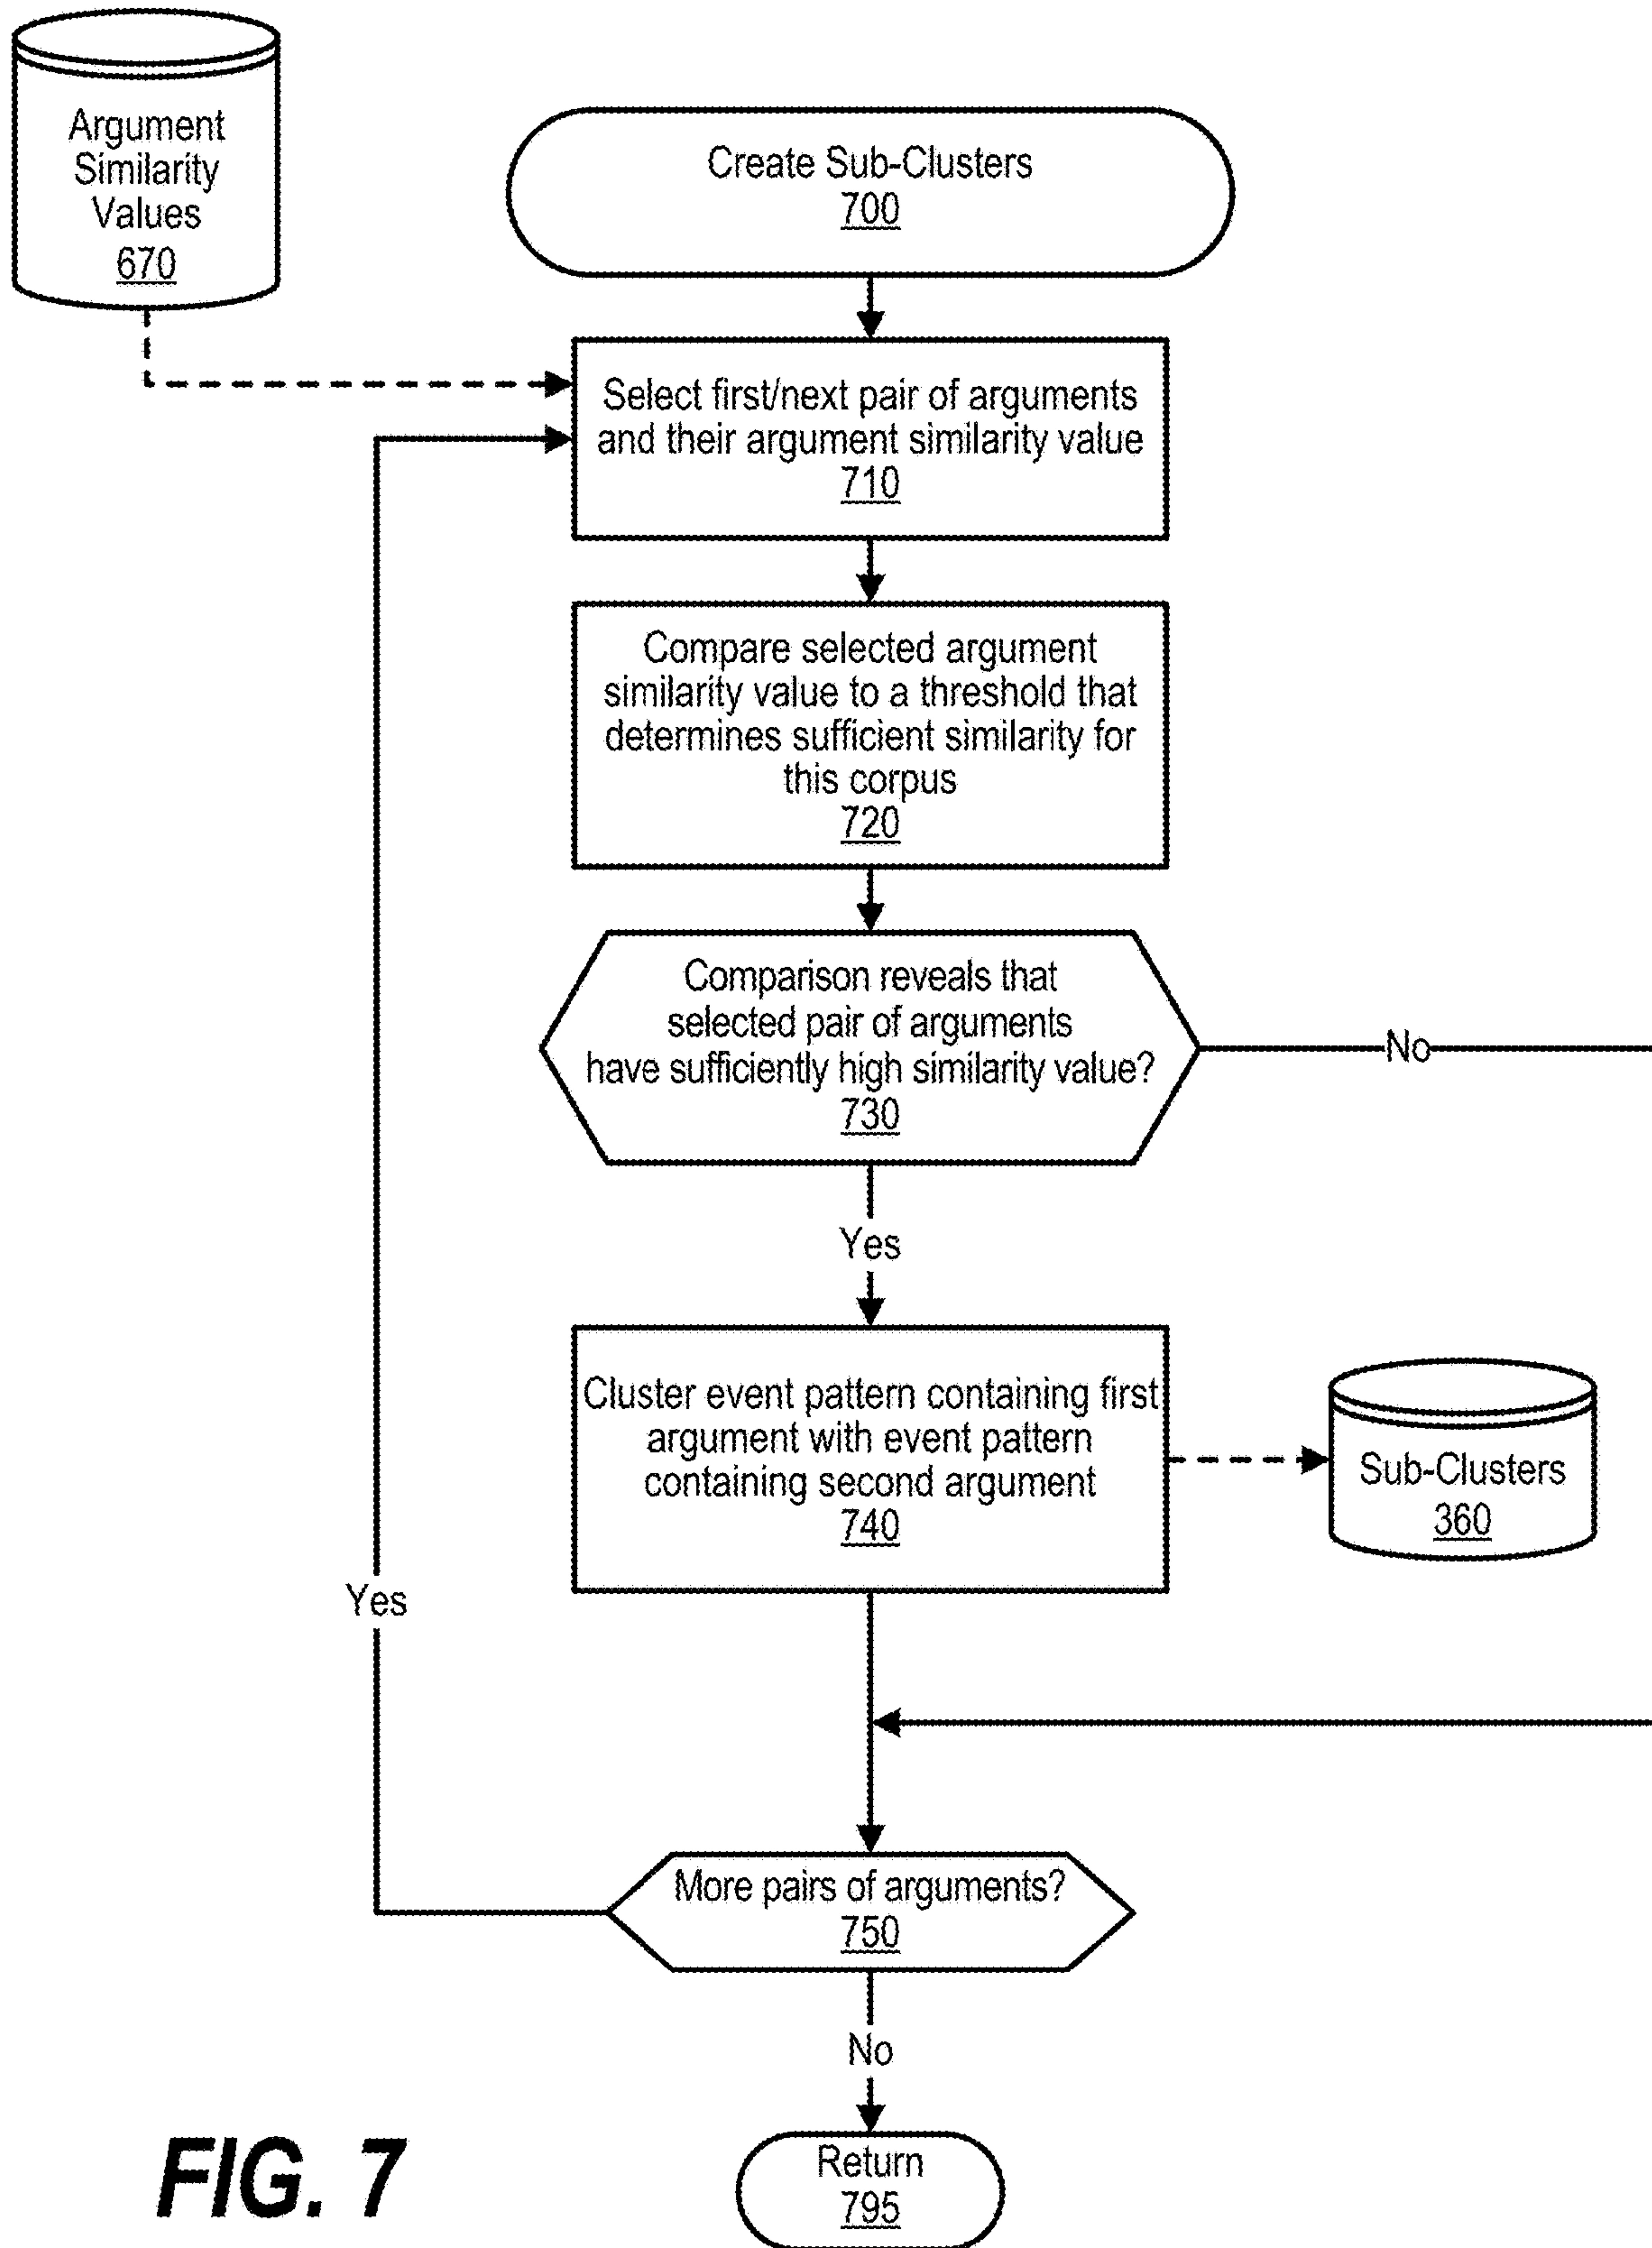 Argument
Similarity
Values
670
Create Sub-Clusters
700
Select first/next pair of arguments
and their argument similarity value
710
Compare selected argument
similarity value to a threshold that
determines sufficient similarity for
this corpus
720
Comparison reveals that
selected pair of arguments
have sufficiently high similarity value?
730
No
Yes
Cluster event pattern containing first
argument with event pattern
containing second argument
740
Sub-Clusters
360
Yes
More pairs of arguments?
750
No
Return
795
FIG. 7